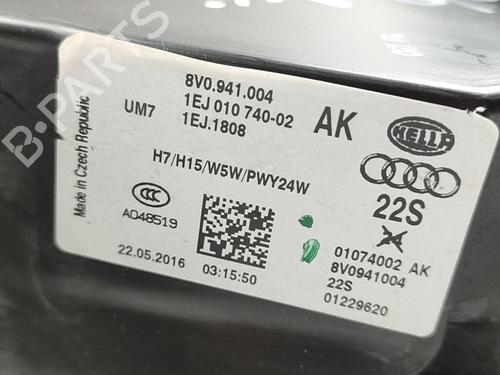 8V0.941.004
1EJ 010 740-02
1EJ.1808
UM7
AK
HELLA
Made in Czech Republic
H7/H15/W5W/PWY24W
CCC
A048519
22.05.2016
03:15:50
22S
01074002 AK
8V0941004
22S
01229620
B-PARTS